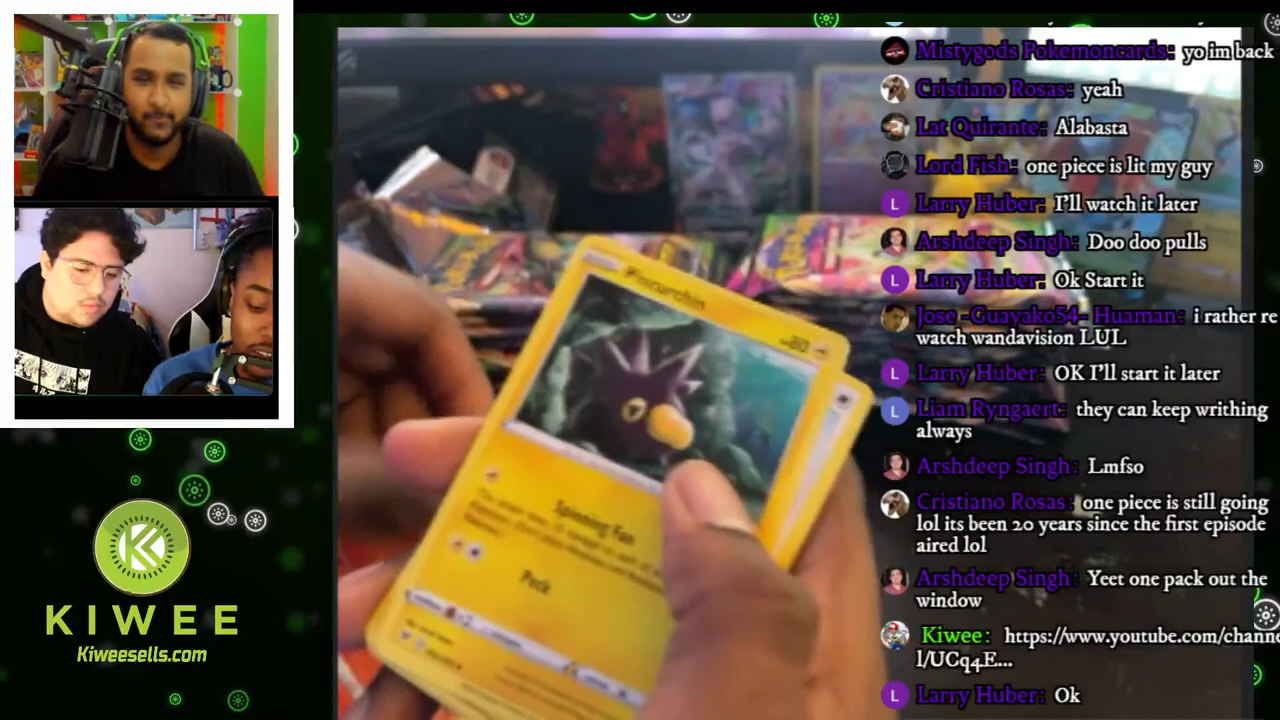 Mistygods Pokemoncards: yo im back
Cristiano Rosas: yeah
Lat Quirante: Alabasta
Lord Fish: one piece is lit my guy
L Larry Huber: I'll watch it later
Arshdeep Singh: Doo doo pulls
L Larry Huber: Ok Start it
Jose -Guayako54- Huaman: i rather re
watch wandavision LUL
L Larry Huber: OK I'll start it later
L Liam Ryngaert: they can keep writhing
always
Arshdeep Singh: Lmfso
Cristiano Rosas: one piece is still going
lol its been 20 years since the first episode
aired lol
Arshdeep Singh: Yeet one pack out the
window
Kiwee: https://www.youtube.com/channe
l/UCq4E...
L Larry Huber: Ok
Pincurchin
80
Spinning Fan
Peck
K
KIWEE
Kiweesells.com